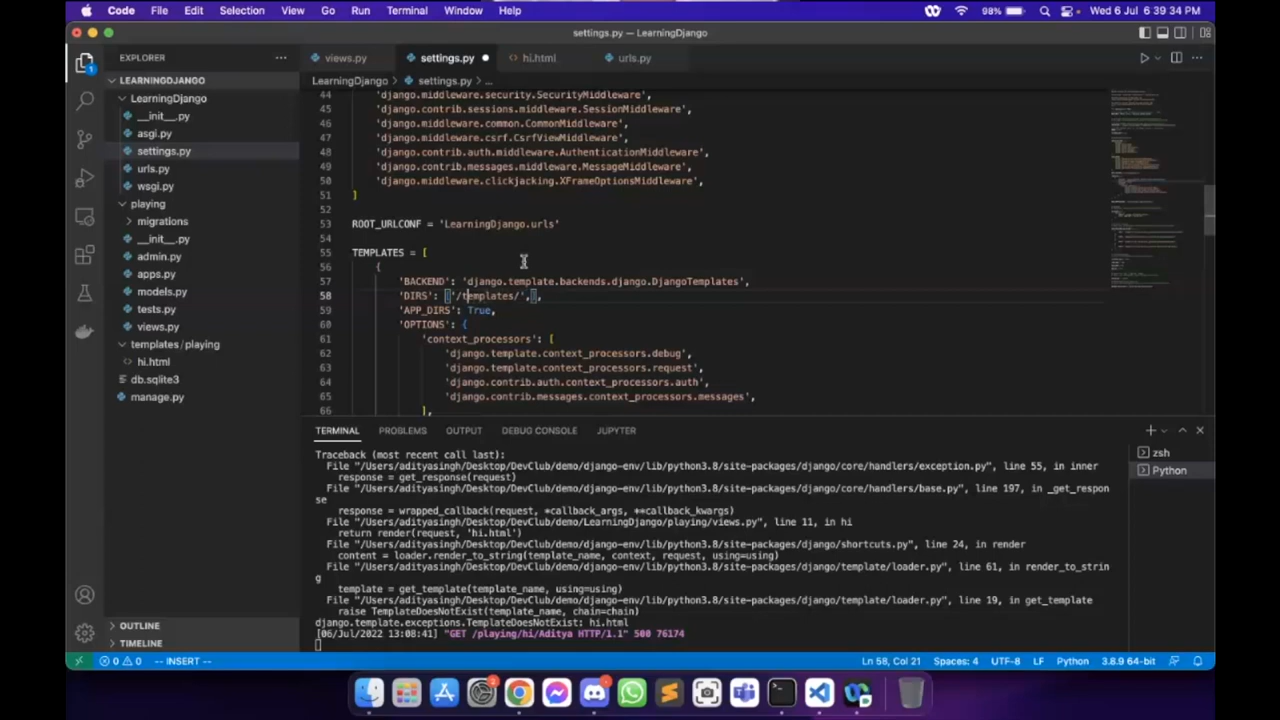 Code File Edit Selection View Go Run Terminal Window Help 98% Wed 6 Jul 6:39:34 PM
settings.py — LearningDjango
EXPLORER
views.py settings.py hi.html urls.py
LEARNINGDJANGO
LearningDjango > settings.py > ...
LearningDjango
__init__.py
asgi.py
settings.py
urls.py
wsgi.py
playing
migrations
__init__.py
admin.py
apps.py
models.py
tests.py
views.py
templates/playing
hi.html
db.sqlite3
manage.py
OUTLINE
TIMELINE
44 'django.middleware.security.SecurityMiddleware',
45 'django.contrib.sessions.middleware.SessionMiddleware',
46 'django.middleware.common.CommonMiddleware',
47 'django.middleware.csrf.CsrfViewMiddleware',
48 'django.contrib.auth.middleware.AuthenticationMiddleware',
49 'django.contrib.messages.middleware.MessageMiddleware',
50 'django.middleware.clickjacking.XFrameOptionsMiddleware',
51 ]
52
53 ROOT_URLCONF = 'LearningDjango.urls'
54
55 TEMPLATES = [
56 {
57 'BACKEND': 'django.template.backends.django.DjangoTemplates',
58 'DIRS': ['/templates/',],
59 'APP_DIRS': True,
60 'OPTIONS': {
61 'context_processors': [
62 'django.template.context_processors.debug',
63 'django.template.context_processors.request',
64 'django.contrib.auth.context_processors.auth',
65 'django.contrib.messages.context_processors.messages',
66 ],
TERMINAL PROBLEMS OUTPUT DEBUG CONSOLE JUPYTER
Traceback (most recent call last):
File "/Users/adityasingh/Desktop/DevClub/demo/django-env/lib/python3.8/site-packages/django/core/handlers/exception.py", line 55, in inner
response = get_response(request)
File "/Users/adityasingh/Desktop/DevClub/demo/django-env/lib/python3.8/site-packages/django/core/handlers/base.py", line 197, in _get_respon
se
response = wrapped_callback(request, *callback_args, **callback_kwargs)
File "/Users/adityasingh/Desktop/DevClub/demo/LearningDjango/playing/views.py", line 11, in hi
return render(request, 'hi.html')
File "/Users/adityasingh/Desktop/DevClub/demo/django-env/lib/python3.8/site-packages/django/shortcuts.py", line 24, in render
content = loader.render_to_string(template_name, context, request, using=using)
File "/Users/adityasingh/Desktop/DevClub/demo/django-env/lib/python3.8/site-packages/django/template/loader.py", line 61, in render_to_strin
g
template = get_template(template_name, using=using)
File "/Users/adityasingh/Desktop/DevClub/demo/django-env/lib/python3.8/site-packages/django/template/loader.py", line 19, in get_template
raise TemplateDoesNotExist(template_name, chain=chain)
django.template.exceptions.TemplateDoesNotExist: hi.html
[06/Jul/2022 13:08:41] "GET /playing/hi/Aditya HTTP/1.1" 500 76174
zsh
Python
0 0 -- INSERT -- Ln 58, Col 21 Spaces: 4 UTF-8 LF Python 3.8.9 64-bit